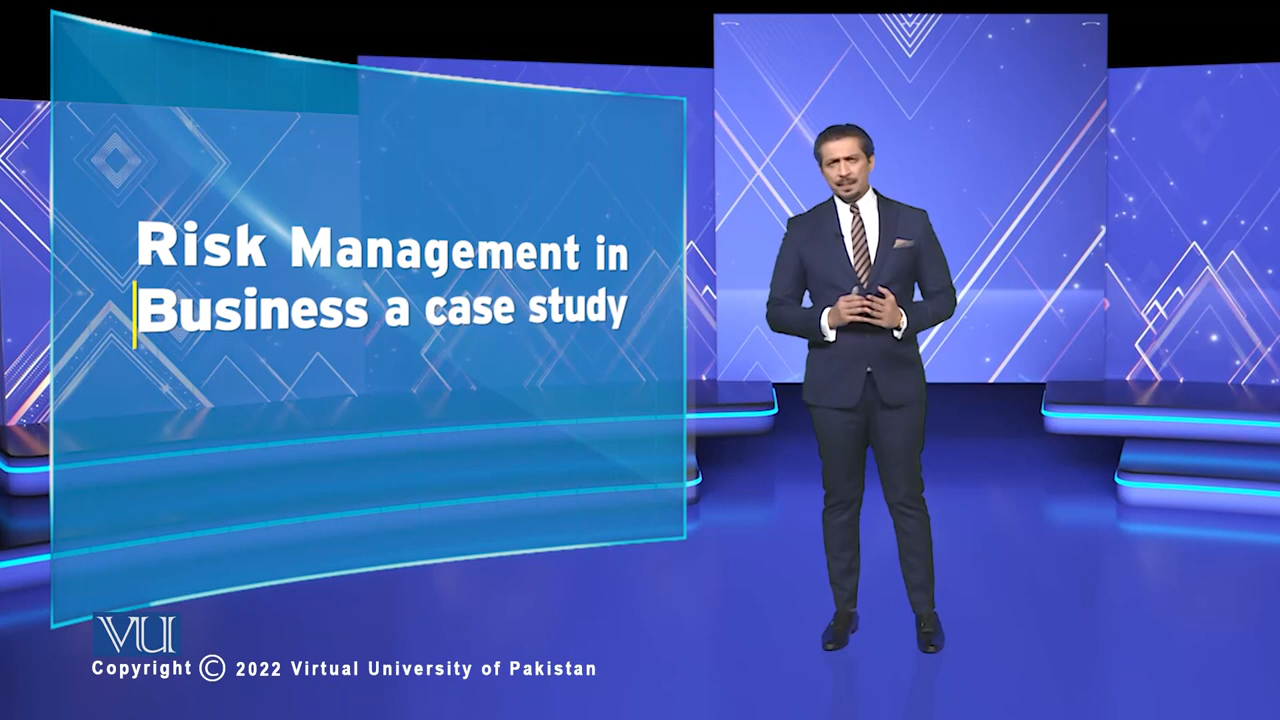 Risk Management in
Business a case study
VU
Copyright © 2022 Virtual University of Pakistan